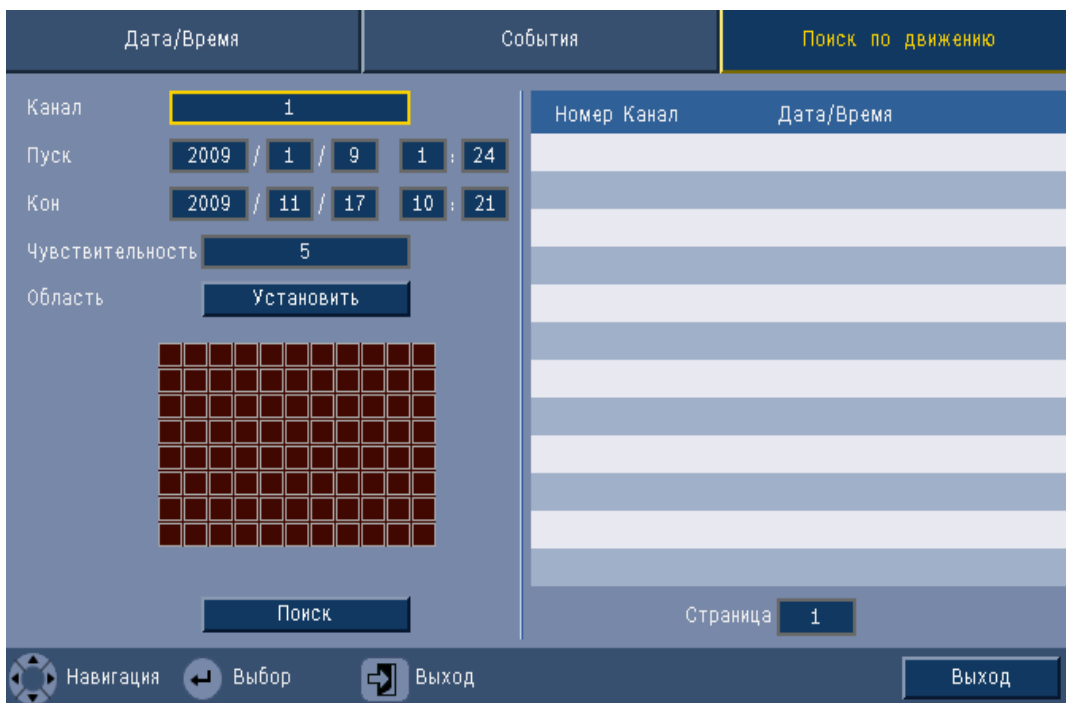 Дата/Время События Поиск по движению
Канал 1
Пуск 2009 / 1 / 9 1 : 24
Кон 2009 / 11 / 17 10 : 21
Чувствительность 5
Область Установить
Поиск
Номер Канал Дата/Время
Страница 1
Навигация Выбор Выход Выход